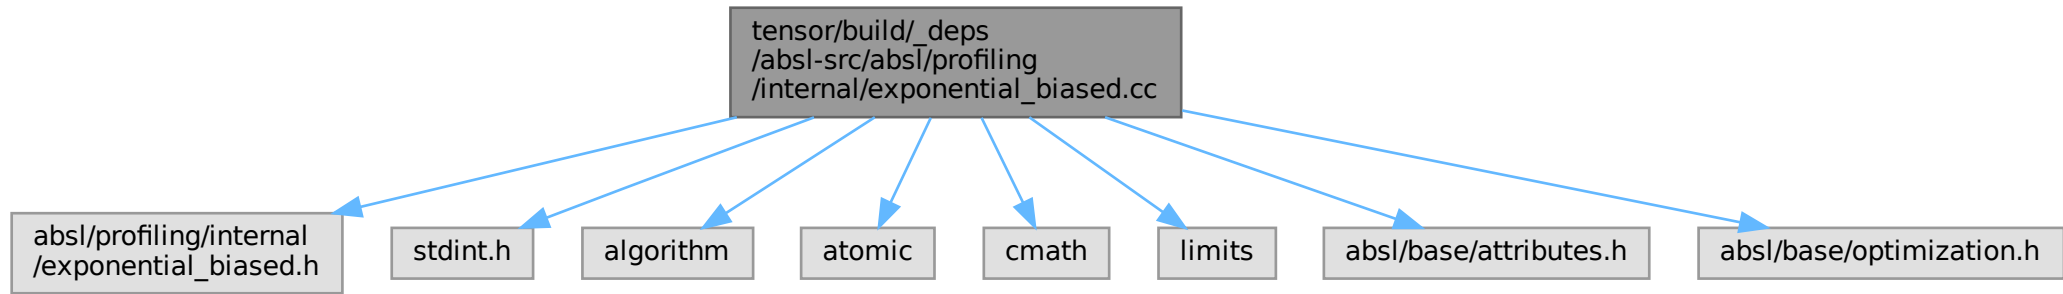 tensor/build/_deps
/absl-src/absl/profiling
/internal/exponential_biased.cc
absl/profiling/internal
/exponential_biased.h
stdint.h
algorithm
atomic
cmath
limits
absl/base/attributes.h
absl/base/optimization.h